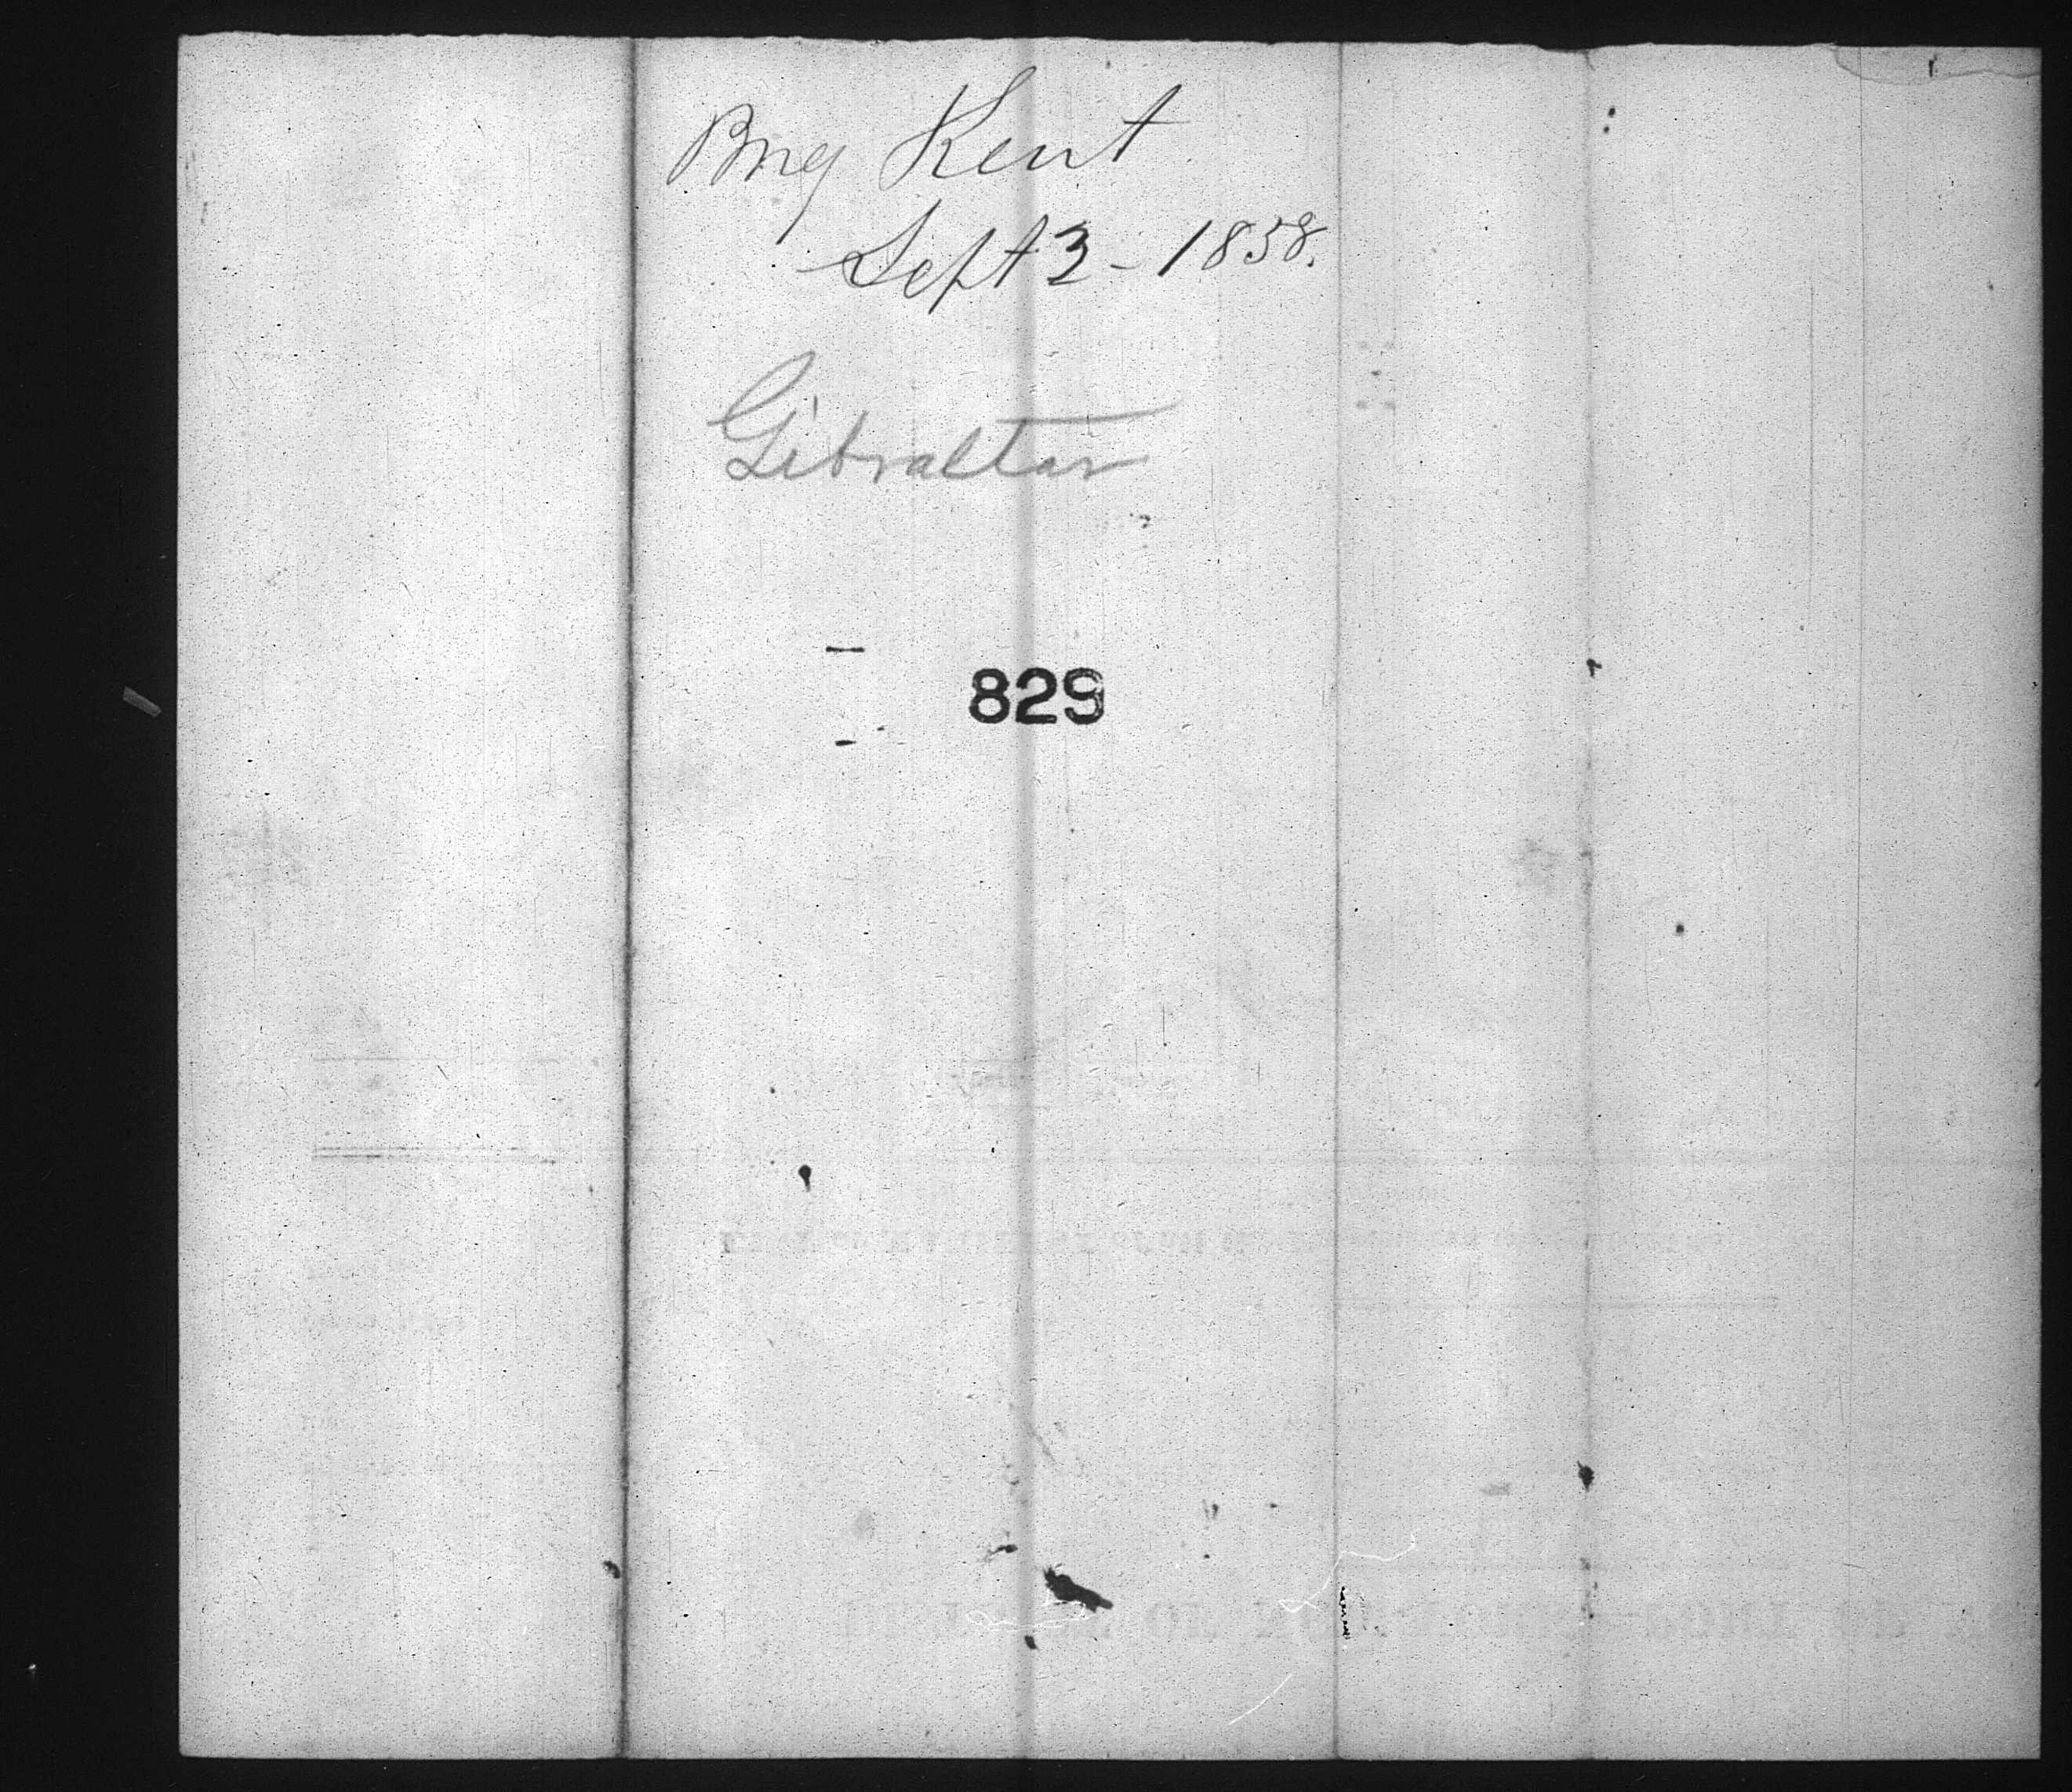 Brig Kent
Sept 3 - 1858.
Gibraltar
829